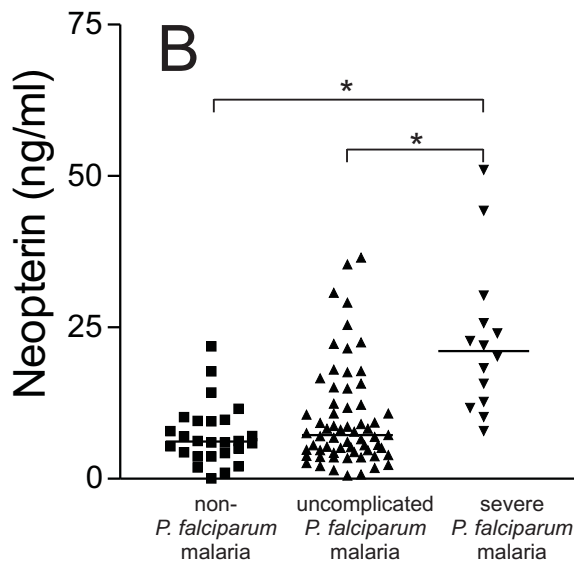 75
B
*
*
50
25
0
Neopterin (ng/ml)
non-
P. falciparum
malaria
uncomplicated
P. falciparum
malaria
severe
P. falciparum
malaria